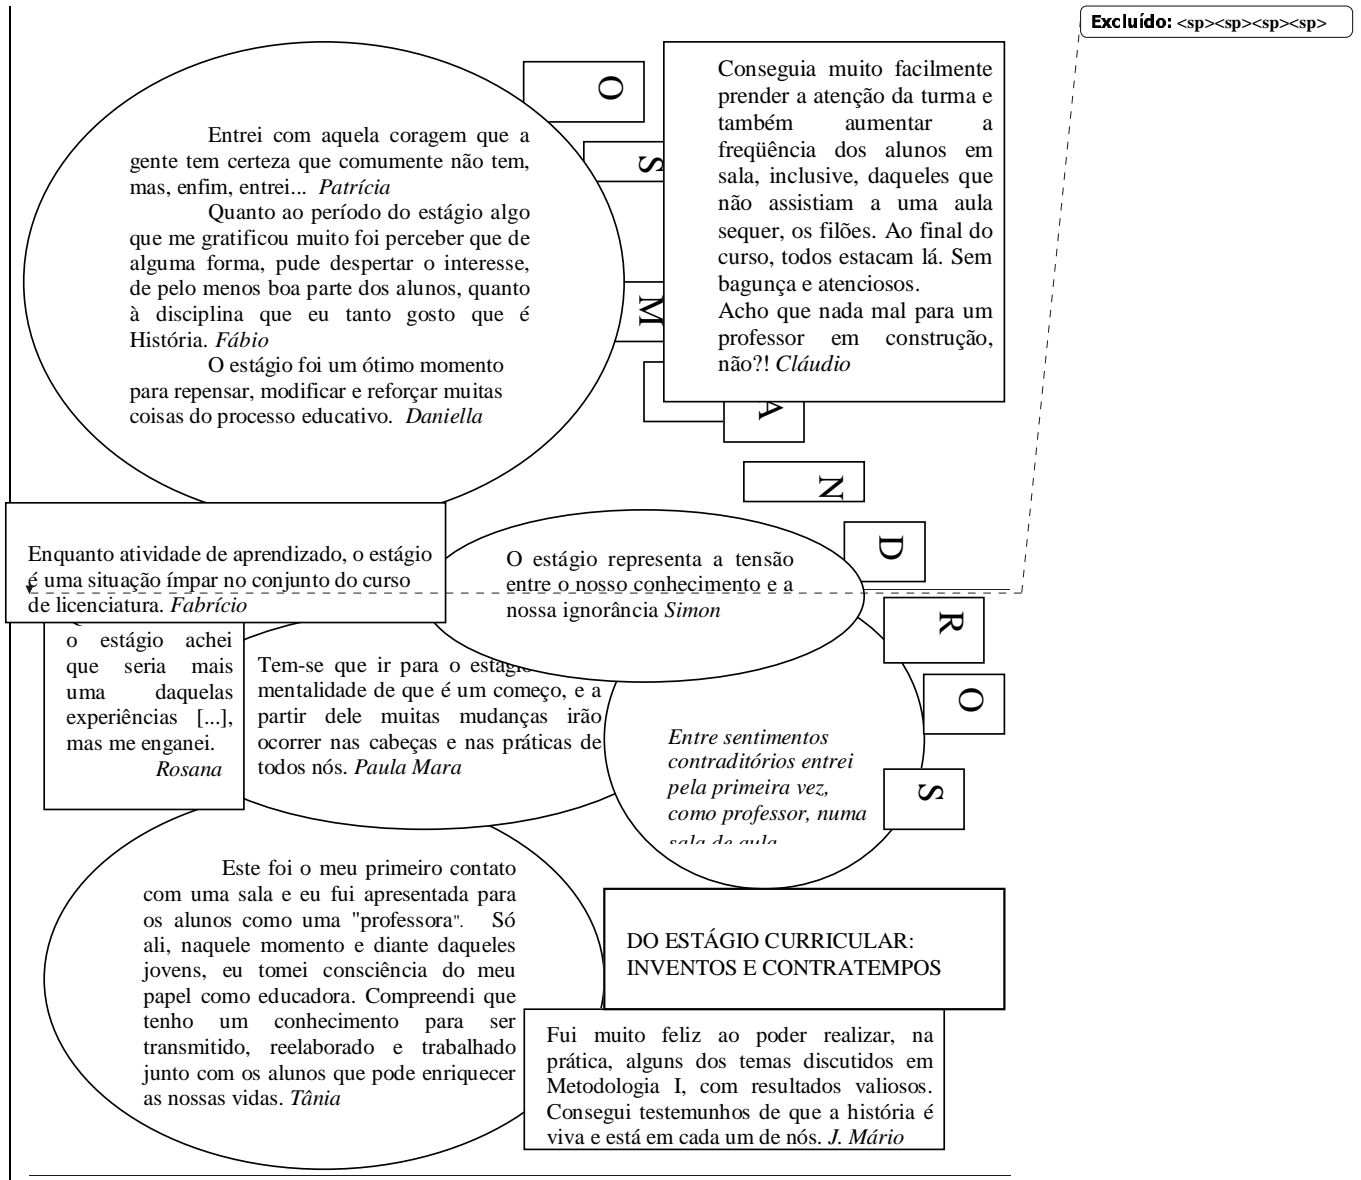 Excluído: <sp><sp><sp><sp>
Entrei com aquela coragem que a
gente tem certeza que comumente não tem,
mas, enfim, entrei... Patrícia
Quanto ao período do estágio algo
que me gratificou muito foi perceber que de
alguma forma, pude despertar o interesse,
de pelo menos boa parte dos alunos, quanto
à disciplina que eu tanto gosto que é
História. Fábio
O estágio foi um ótimo momento
para repensar, modificar e reforçar muitas
coisas do processo educativo. Daniella
O
S
M
A
N
D
R
O
S
Conseguia muito facilmente
prender a atenção da turma e
também aumentar a
freqüência dos alunos em
sala, inclusive, daqueles que
não assistiam a uma aula
sequer, os filões. Ao final do
curso, todos estacam lá. Sem
bagunça e atenciosos.
Acho que nada mal para um
professor em construção,
não?! Cláudio
Enquanto atividade de aprendizado, o estágio
é uma situação ímpar no conjunto do curso
de licenciatura. Fabrício
O estágio representa a tensão
entre o nosso conhecimento e a
nossa ignorância Simon
o estágio achei
que seria mais
uma daquelas
experiências [...],
mas me enganei.
Rosana
Tem-se que ir para o estágio
mentalidade de que é um começo, e a
partir dele muitas mudanças irão
ocorrer nas cabeças e nas práticas de
todos nós. Paula Mara
Entre sentimentos
contraditórios entrei
pela primeira vez,
como professor, numa
sala de aula
Este foi o meu primeiro contato
com uma sala e eu fui apresentada para
os alunos como uma "professora". Só
ali, naquele momento e diante daqueles
jovens, eu tomei consciência do meu
papel como educadora. Compreendi que
tenho um conhecimento para ser
transmitido, reelaborado e trabalhado
junto com os alunos que pode enriquecer
as nossas vidas. Tânia
DO ESTÁGIO CURRICULAR:
INVENTOS E CONTRATEMPOS
Fui muito feliz ao poder realizar, na
prática, alguns dos temas discutidos em
Metodologia I, com resultados valiosos.
Consegui testemunhos de que a história é
viva e está em cada um de nós. J. Mário